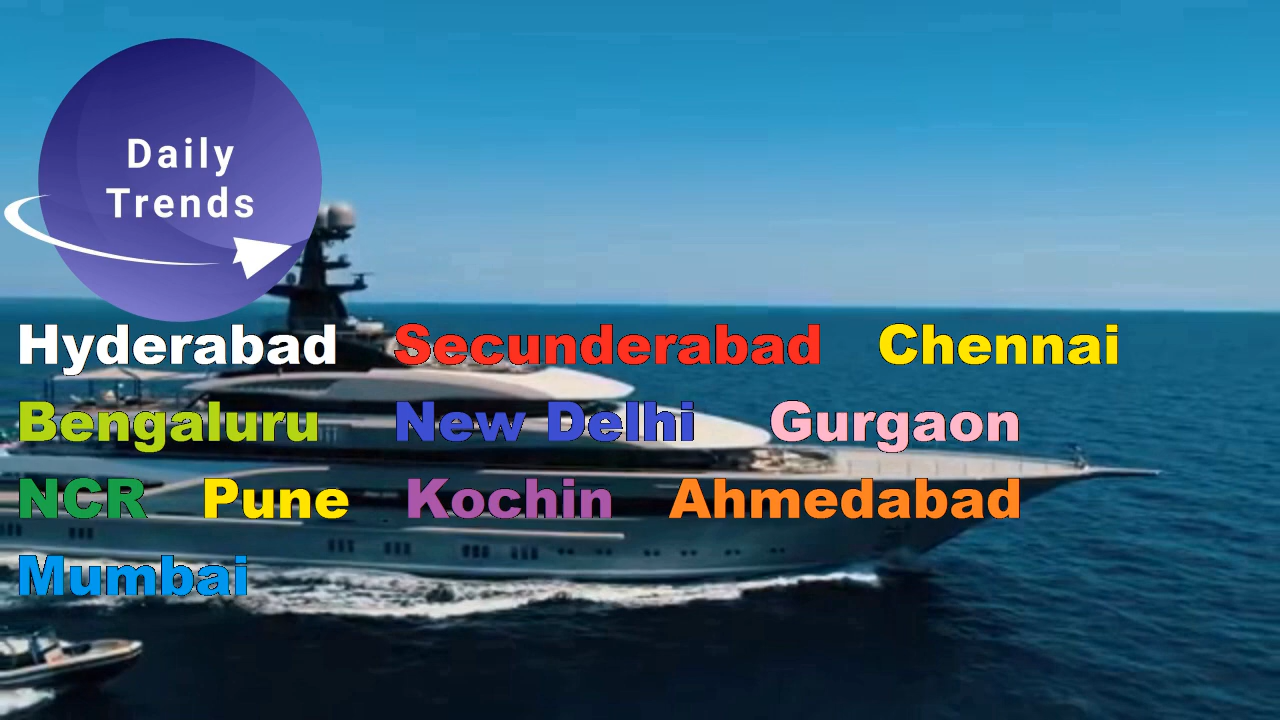 Daily
Trends
Hyderabad Secunderabad Chennai
Bengaluru New Delhi Gurgaon
NCR Pune Kochin Ahmedabad
Mumbai